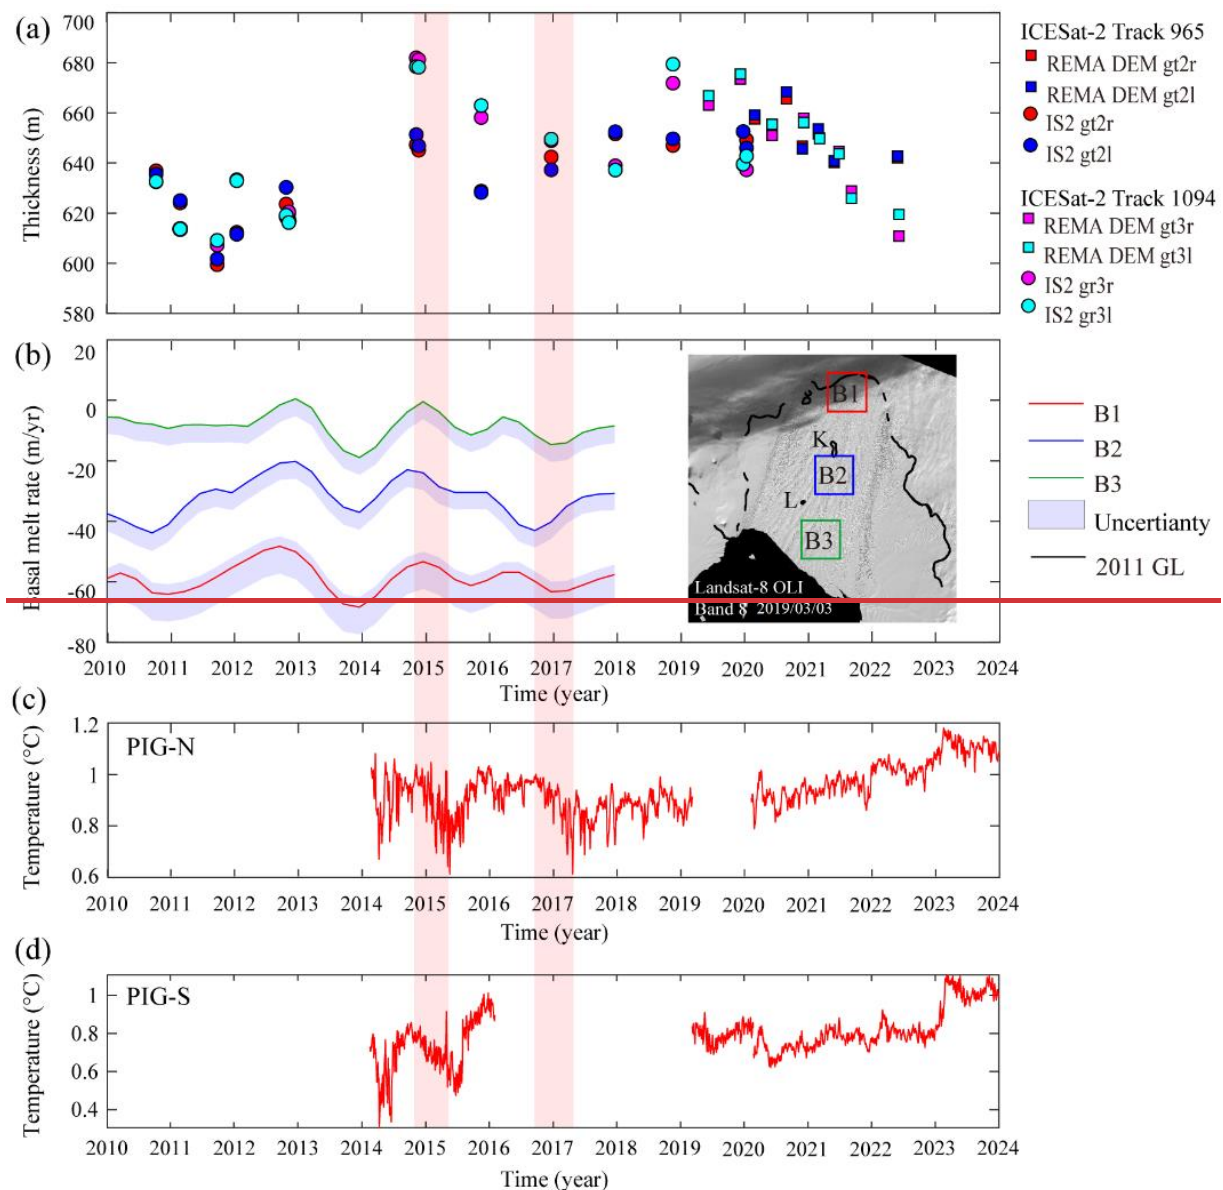 (a)
700
680
660
640
620
600
580
Thickness (m)
ICESat-2 Track 965
REMA DEM gt2r
REMA DEM gt2l
IS2 gt2r
IS2 gt2l
ICESat-2 Track 1094
REMA DEM gt3r
REMA DEM gt3l
IS2 gr3r
IS2 gr3l
(b)
20
0
-20
-40
-60
-80
Basal melt rate (m/yr)
B1
K
B2
L
B3
Landsat-8 OLI
Band 8 2019/03/03
B1
B2
B3
Uncertianty
2011 GL
2010 2011 2012 2013 2014 2015 2016 2017 2018 2019 2020 2021 2022 2023 2024
Time (year)
(c)
1.2
1
0.8
0.6
Temperature (°C)
PIG-N
2010 2011 2012 2013 2014 2015 2016 2017 2018 2019 2020 2021 2022 2023 2024
Time (year)
(d)
1
0.8
0.6
0.4
Temperature (°C)
PIG-S
2010 2011 2012 2013 2014 2015 2016 2017 2018 2019 2020 2021 2022 2023 2024
Time (year)